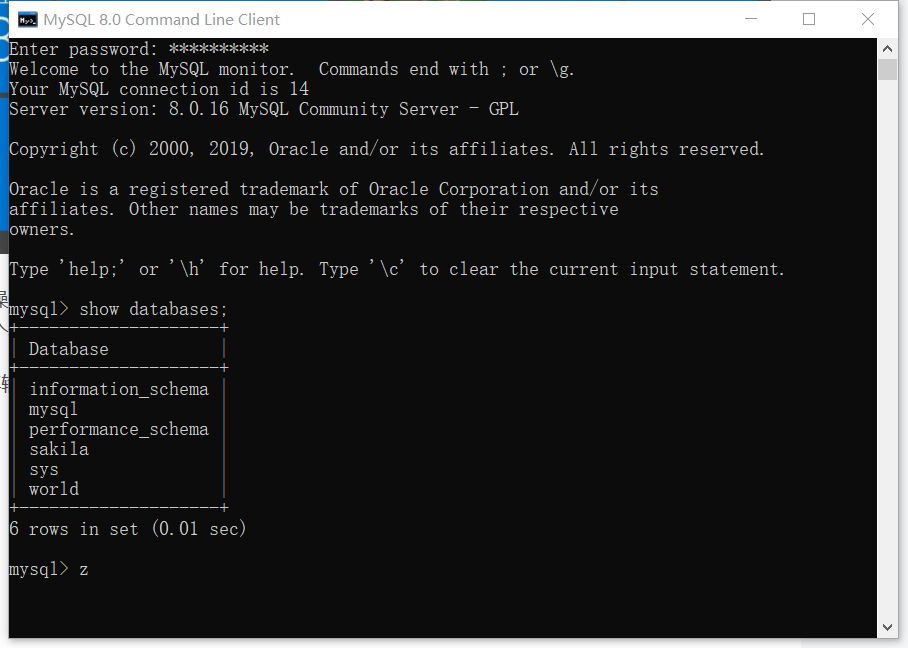 MySQL 8.0 Command Line Client
Enter password: **********
Welcome to the MySQL monitor.  Commands end with ; or \g.
Your MySQL connection id is 14
Server version: 8.0.16 MySQL Community Server - GPL
Copyright (c) 2000, 2019, Oracle and/or its affiliates. All rights reserved.
Oracle is a registered trademark of Oracle Corporation and/or its
affiliates. Other names may be trademarks of their respective
owners.
Type 'help;' or '\h' for help. Type '\c' to clear the current input statement.
mysql> show databases;
+--------------------+
| Database           |
+--------------------+
| information_schema |
| mysql              |
| performance_schema |
| sakila             |
| sys                |
| world              |
+--------------------+
6 rows in set (0.01 sec)
mysql> z